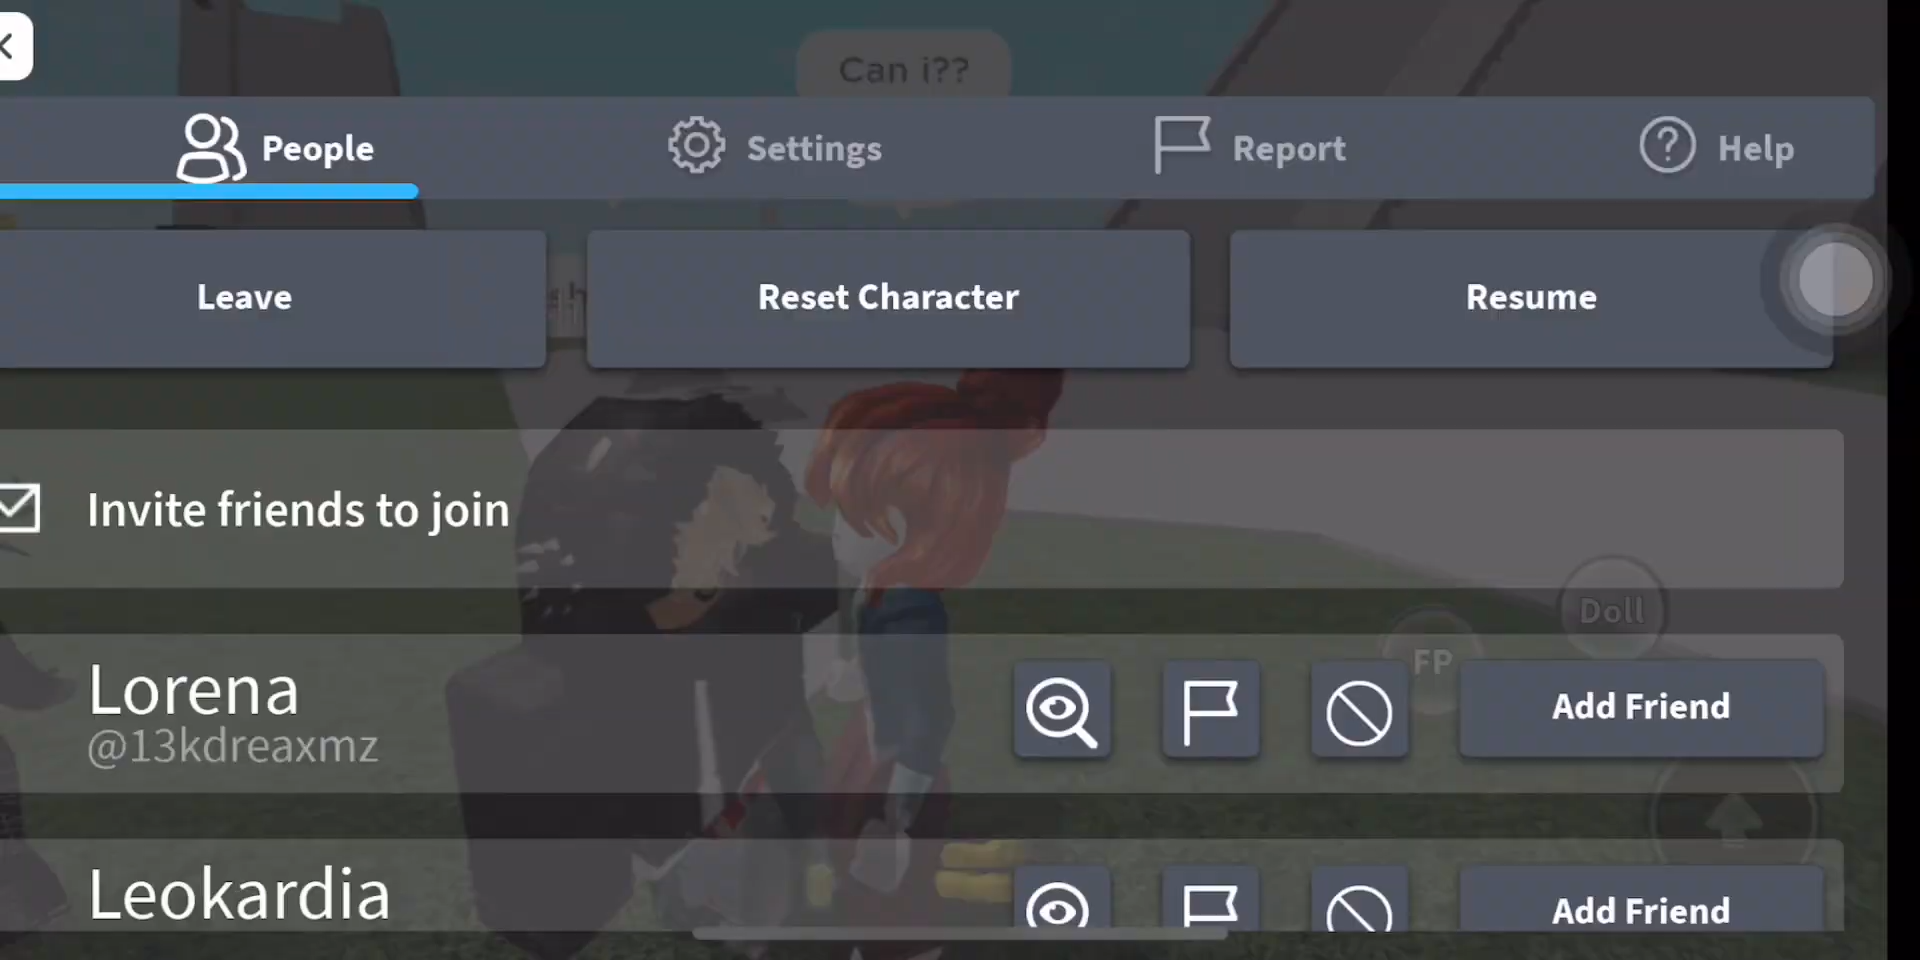 Can i??
People
Settings
Report
Help
Leave
Reset Character
Resume
Invite friends to join
Doll
FP
Lorena
Add Friend
@13kdreaxmz
Leokardia
Add Friend